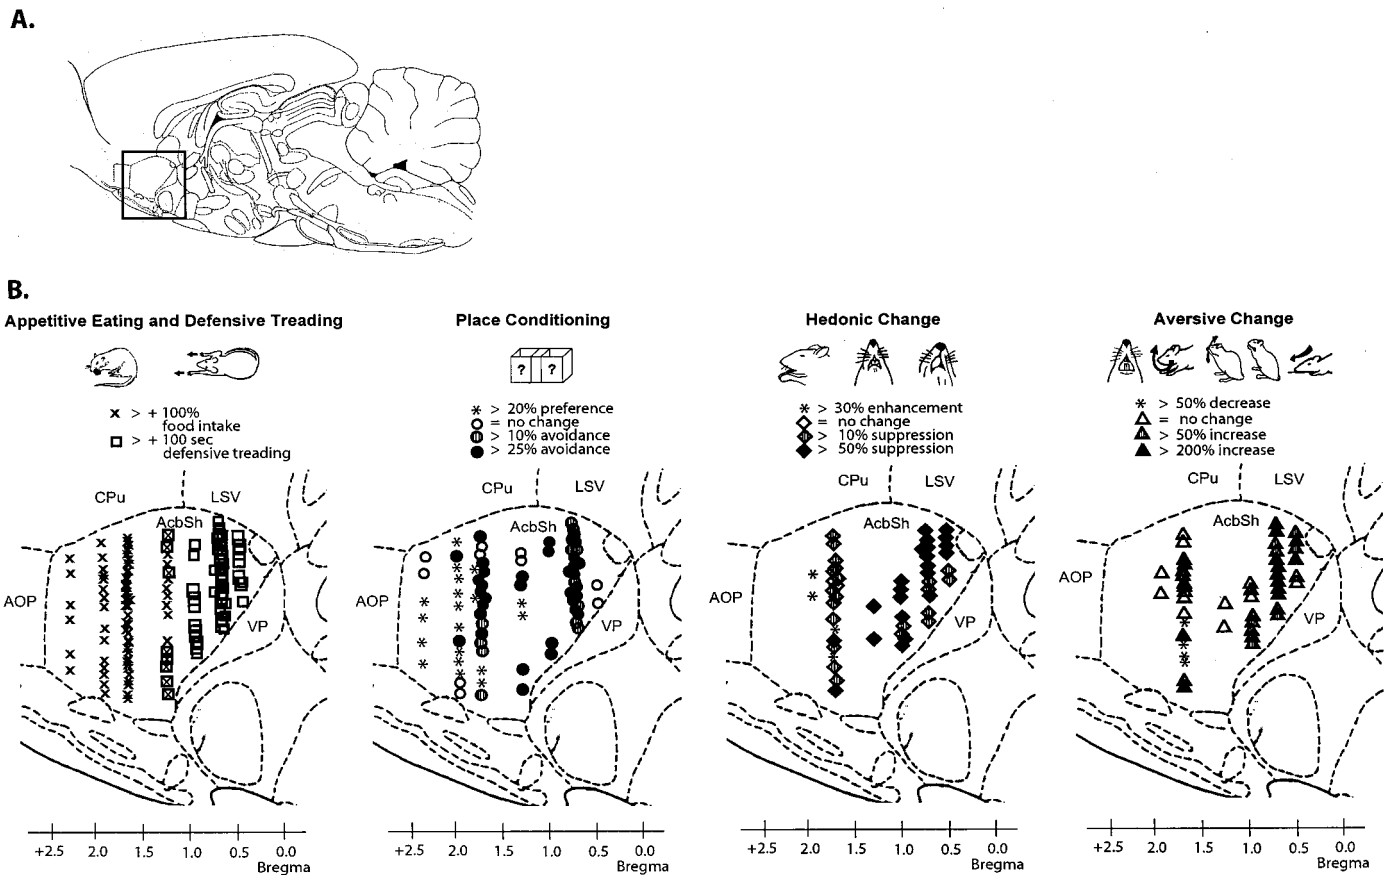 A.
B.
Appetitive Eating and Defensive Treading
× > + 100%
food intake
□ > + 100 sec
defensive treading
CPu
LSV
AcbSh
AOP
VP
+2.5 2.0 1.5 1.0 0.5 0.0
Bregma
Place Conditioning
? ?
* > 20% preference
○ = no change
> 10% avoidance
● > 25% avoidance
CPu
LSV
AcbSh
AOP
VP
+2.5 2.0 1.5 1.0 0.5 0.0
Bregma
Hedonic Change
* > 30% enhancement
◇ = no change
> 10% suppression
◆ > 50% suppression
CPu
LSV
AcbSh
AOP
VP
+2.5 2.0 1.5 1.0 0.5 0.0
Bregma
Aversive Change
* > 50% decrease
△ = no change
> 50% increase
▲ > 200% increase
CPu
LSV
AcbSh
AOP
VP
+2.5 2.0 1.5 1.0 0.5 0.0
Bregma